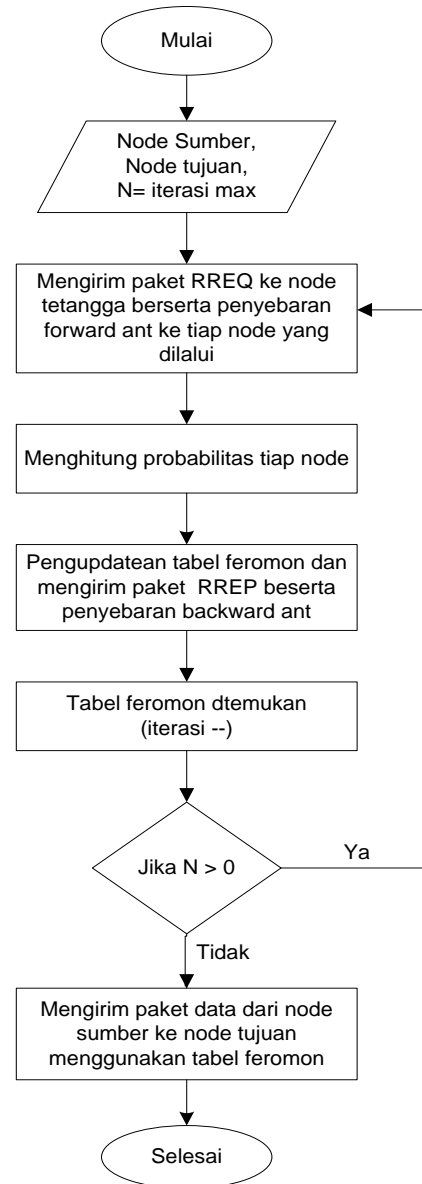 Mulai
Node Sumber,
Node tujuan,
N= iterasi max
Mengirim paket RREQ ke node
tetangga berserta penyebaran
forward ant ke tiap node yang
dilalui
Menghitung probabilitas tiap node
Pengupdatean tabel feromon dan
mengirim paket RREP beserta
penyebaran backward ant
Tabel feromon dtemukan
(iterasi --)
Jika N > 0
Ya
Tidak
Mengirim paket data dari node
sumber ke node tujuan
menggunakan tabel feromon
Selesai